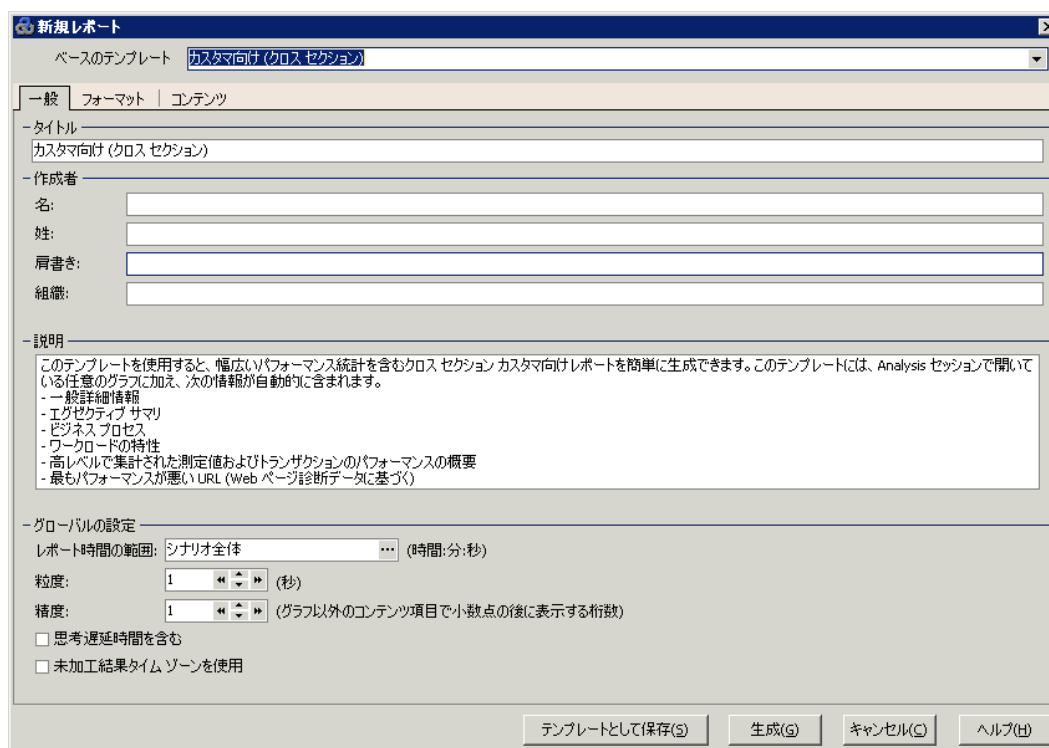 新規レポート
ベースのテンプレート カスタマ向け (クロス セクション)
一般 フォーマット コンテンツ
タイトル
カスタマ向け (クロス セクション)
作成者
名:
姓:
肩書き:
組織:
説明
このテンプレートを使用すると、幅広いパフォーマンス統計を含むクロス セクション カスタマ向けレポートを簡単に生成できます。このテンプレートには、Analysis セッションで開いて
いる任意のグラフに加え、次の情報が自動的に含まれます。
- 一般詳細情報
- エグゼクティブ サマリ
- ビジネス プロセス
- ワークロードの特性
- 高レベルで集計された測定値およびトランザクションのパフォーマンスの概要
- 最もパフォーマンスが悪い URL (Web ページ診断データに基づく)
グローバルの設定
レポート時間の範囲: シナリオ全体 ... (時間:分:秒)
粒度: 1 (秒)
精度: 1 (グラフ以外のコンテンツ項目で小数点の後に表示する桁数)
思考遅延時間を含む
未加工結果タイム ゾーンを使用
テンプレートとして保存(S) 生成(G) キャンセル(C) ヘルプ(H)